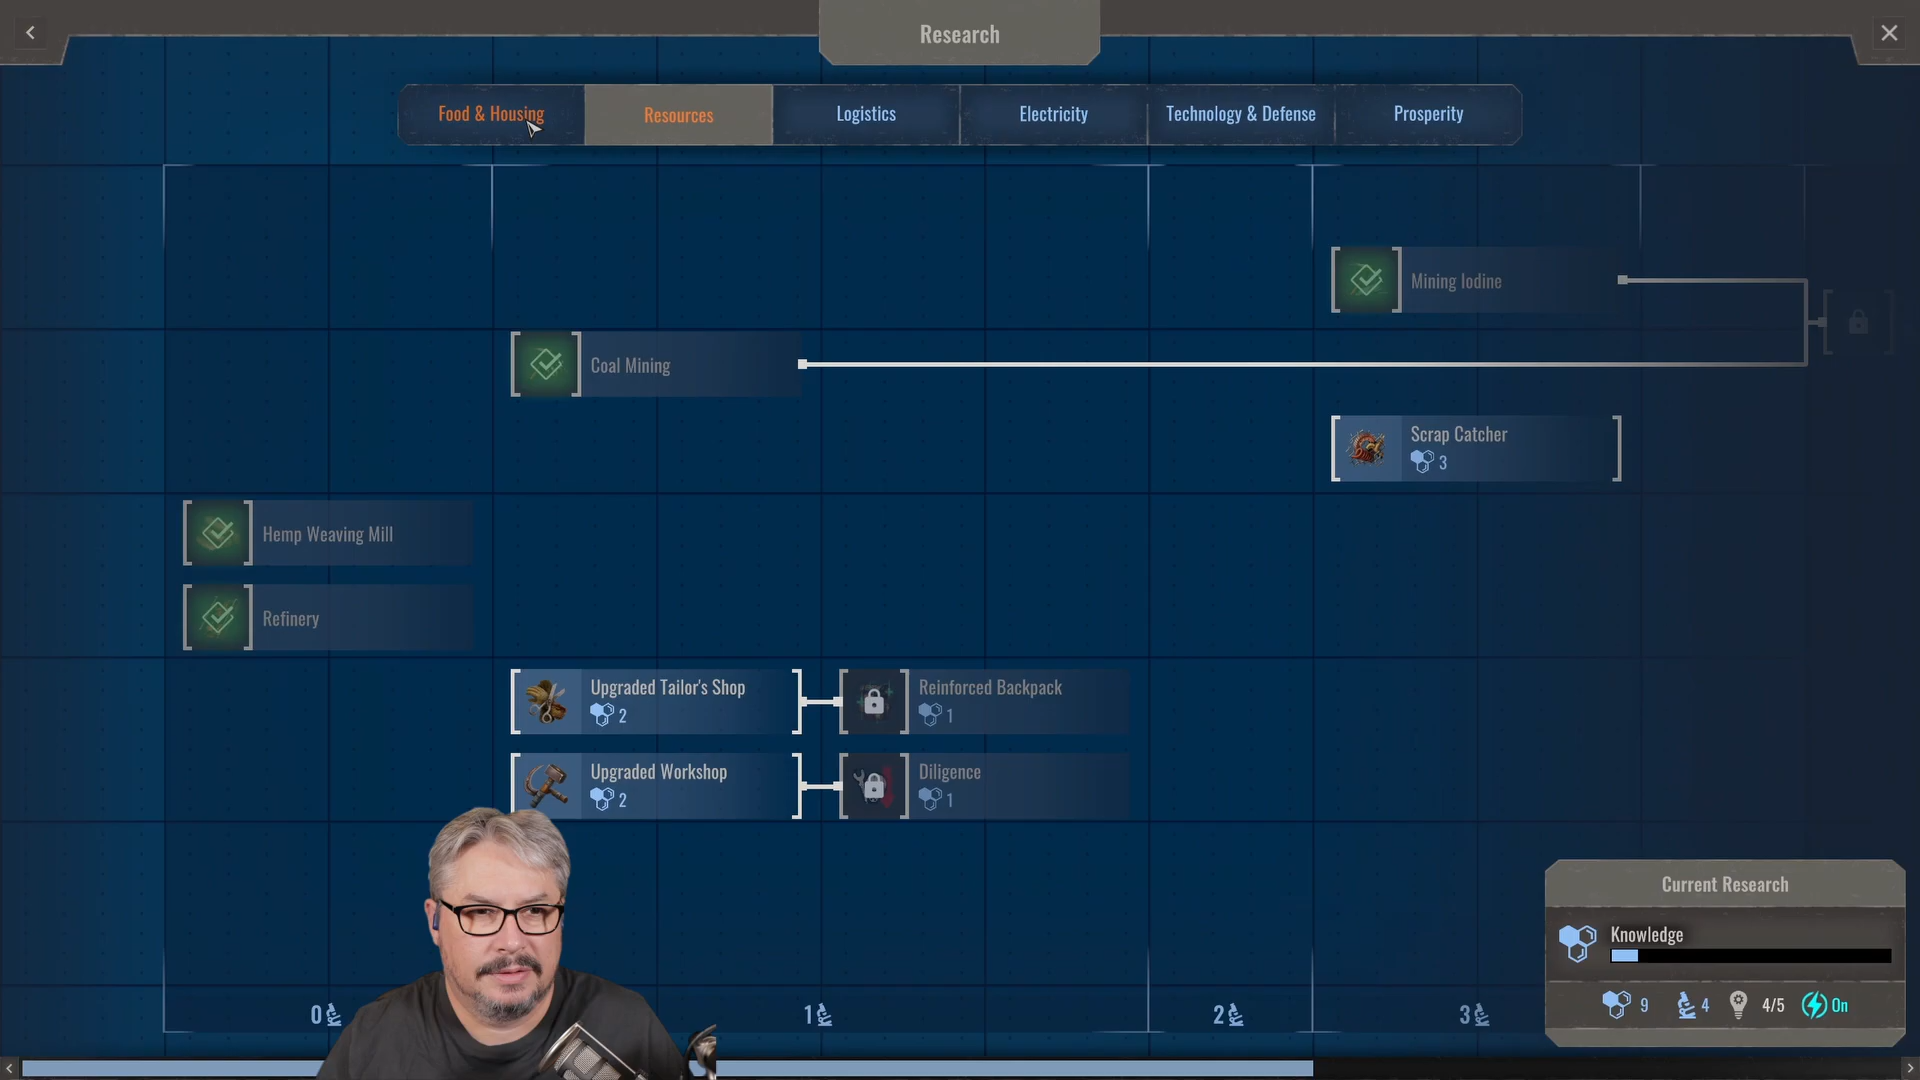 Research
Food & Housing
Resources
Logistics
Electricity
Technology & Defense
Prosperity
Mining Iodine
Coal Mining
Scrap Catcher
3
Hemp Weaving Mill
Refinery
Upgraded Tailor's Shop
2
Reinforced Backpack
1
Upgraded Workshop
2
Diligence
1
Current Research
Knowledge
9
4
4/5
On
0
1
2
3